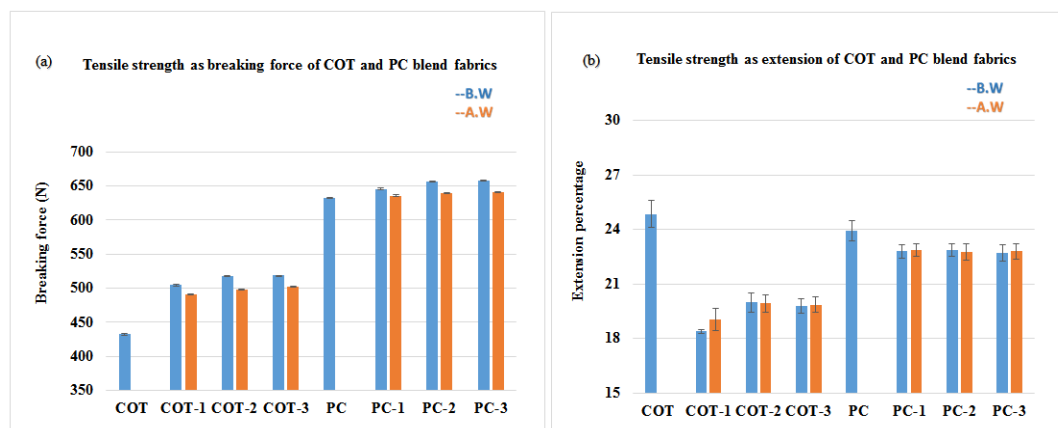 (a) Tensile strength as breaking force of COT and PC blend fabrics
--B.W
--A.W
Breaking force (N)
700
650
600
550
500
450
400
350
COT COT-1 COT-2 COT-3 PC PC-1 PC-2 PC-3
(b) Tensile strength as extension of COT and PC blend fabrics
--B.W
--A.W
Extension percentage
30
27
24
21
18
15
COT COT-1 COT-2 COT-3 PC PC-1 PC-2 PC-3